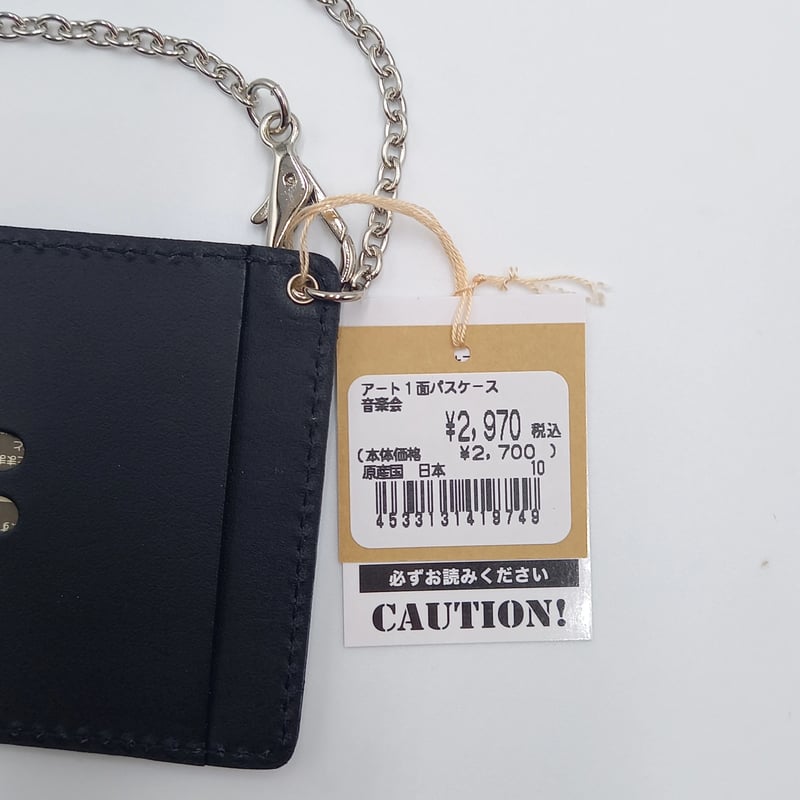 アート１面パスケース
音楽会
¥2,970 税込
(本体価格 ¥2,700 )
原産国 日本 10
4533131419749
必ずお読みください
CAUTION!